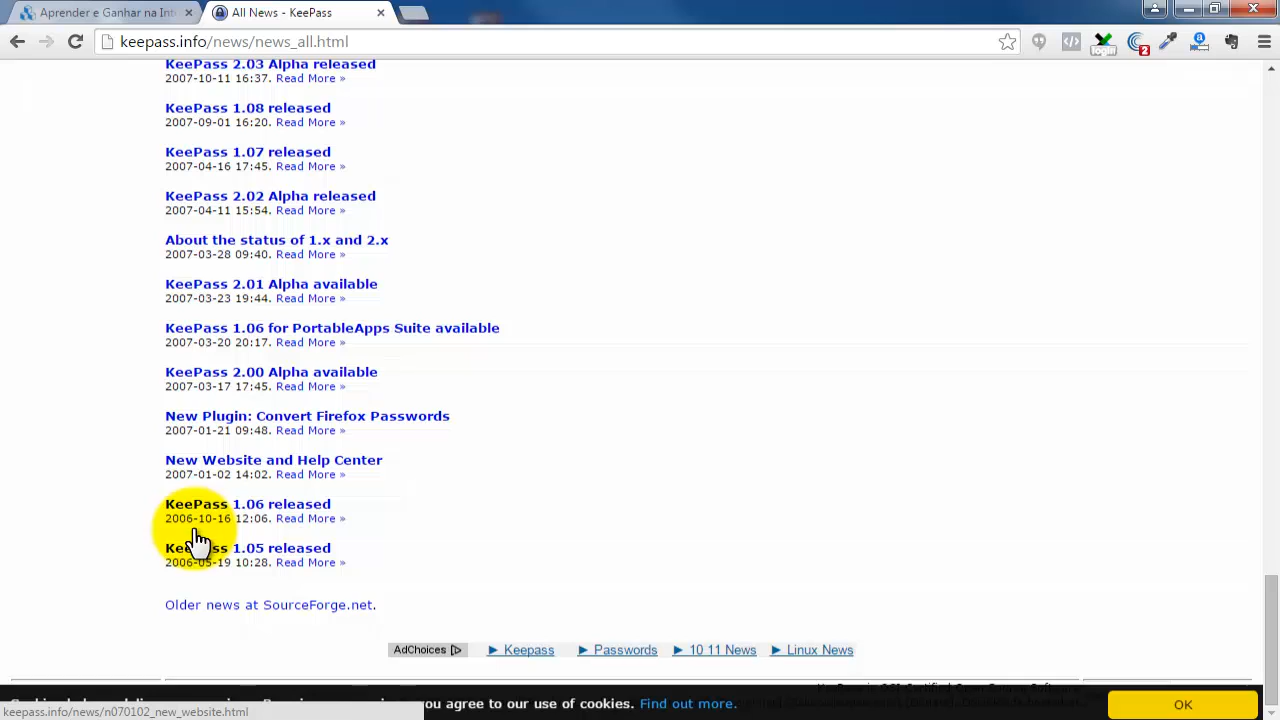 Aprender e Ganhar na Int
All News - KeePass
keepass.info/news/news_all.html
login
2
KeePass 2.03 Alpha released
2007-10-11 16:37. Read More »
KeePass 1.08 released
2007-09-01 16:20. Read More »
KeePass 1.07 released
2007-04-16 17:45. Read More »
KeePass 2.02 Alpha released
2007-04-11 15:54. Read More »
About the status of 1.x and 2.x
2007-03-28 09:40. Read More »
KeePass 2.01 Alpha available
2007-03-23 19:44. Read More »
KeePass 1.06 for PortableApps Suite available
2007-03-20 20:17. Read More »
KeePass 2.00 Alpha available
2007-03-17 17:45. Read More »
New Plugin: Convert Firefox Passwords
2007-01-21 09:48. Read More »
New Website and Help Center
2007-01-02 14:02. Read More »
KeePass 1.06 released
2006-10-16 12:06. Read More »
KeePass 1.05 released
2006-05-19 10:28. Read More »
Older news at SourceForge.net.
AdChoices ► Keepass ► Passwords ► 10 11 News ► Linux News
you agree to our use of cookies. Find out more. OK
keepass.info/news/n070102_new_website.html